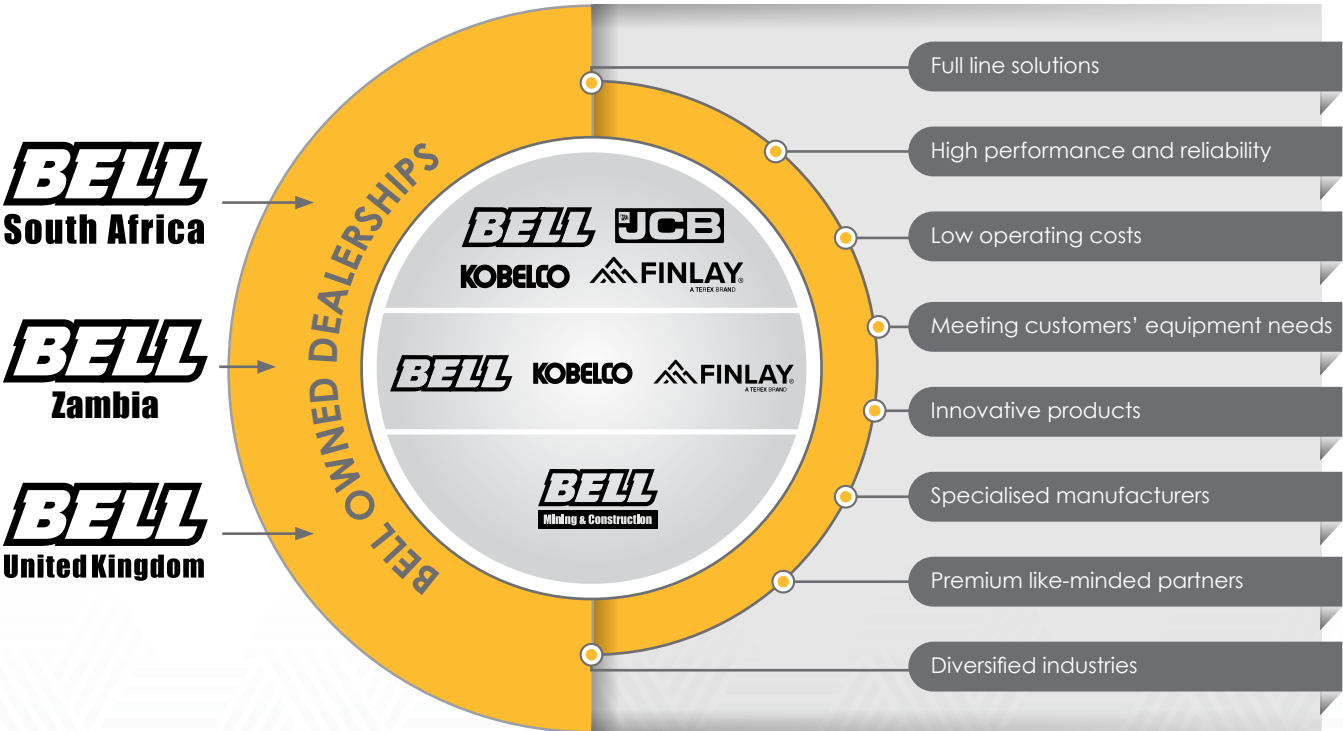 BELL
South Africa
BELL
Zambia
BELL
United Kingdom
BELL OWNED DEALERSHIPS
BELL JCB
KOBELCO FINLAY®
A TEREX BRAND
BELL KOBELCO FINLAY®
A TEREX BRAND
BELL
Mining & Construction
Full line solutions
High performance and reliability
Low operating costs
Meeting customers’ equipment needs
Innovative products
Specialised manufacturers
Premium like-minded partners
Diversified industries